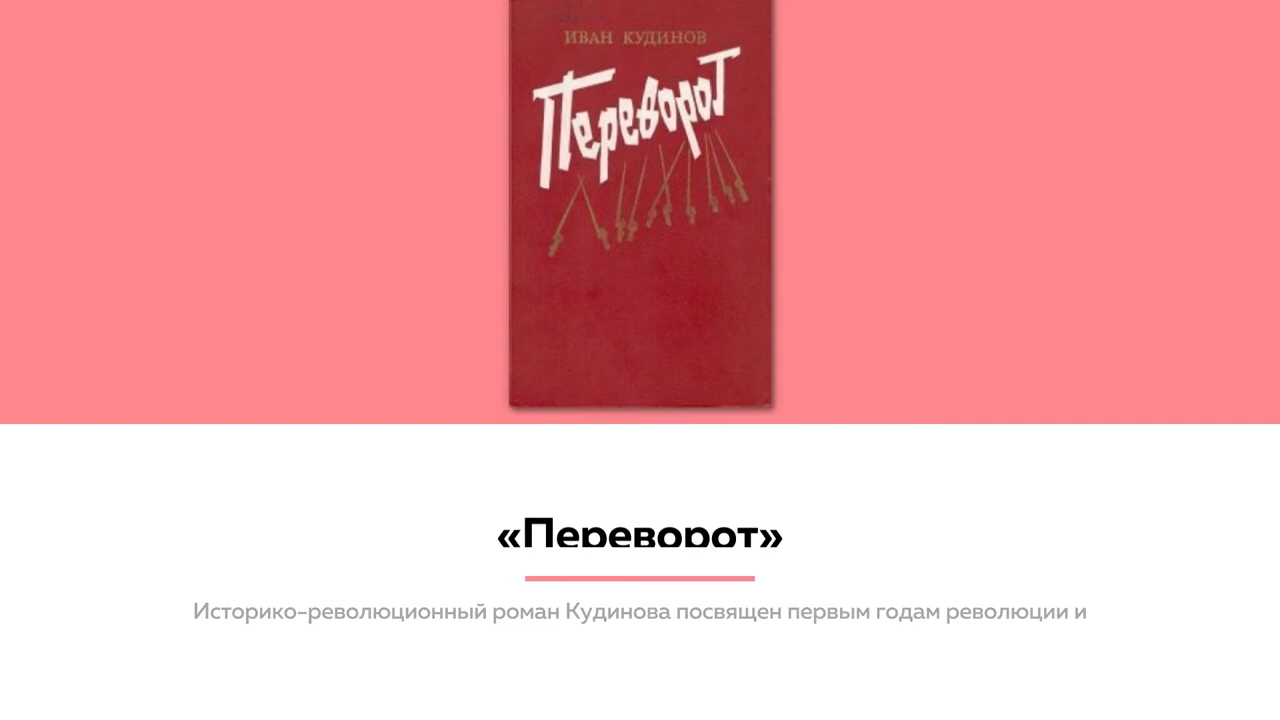 ИВАН КУДИНОВ
Переворот
«Переворот»
Историко-революционный роман Кудинова посвящен первым годам революции и